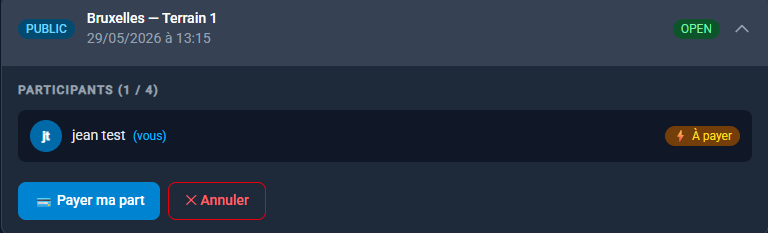 PUBLIC
Bruxelles — Terrain 1
29/05/2026 à 13:15
OPEN
PARTICIPANTS (1 / 4)
jt
jean test (vous)
À payer
Payer ma part
Annuler